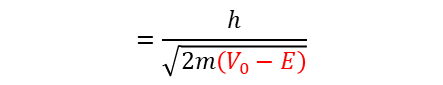 = h / √2m(V₀ − E)